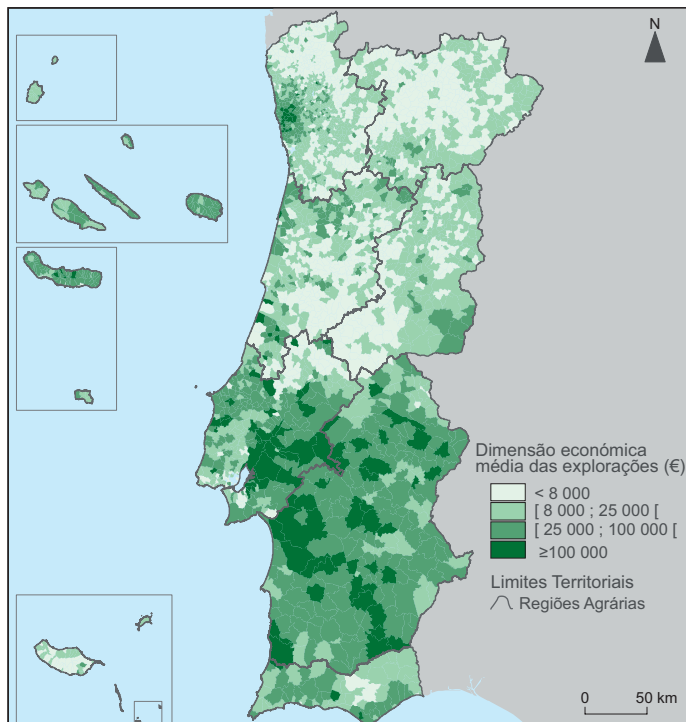 N
Dimensão económica
média das explorações (€)
< 8 000
[ 8 000 ; 25 000 [
[ 25 000 ; 100 000 [
≥100 000
Limites Territoriais
Regiões Agrárias
0 50 km